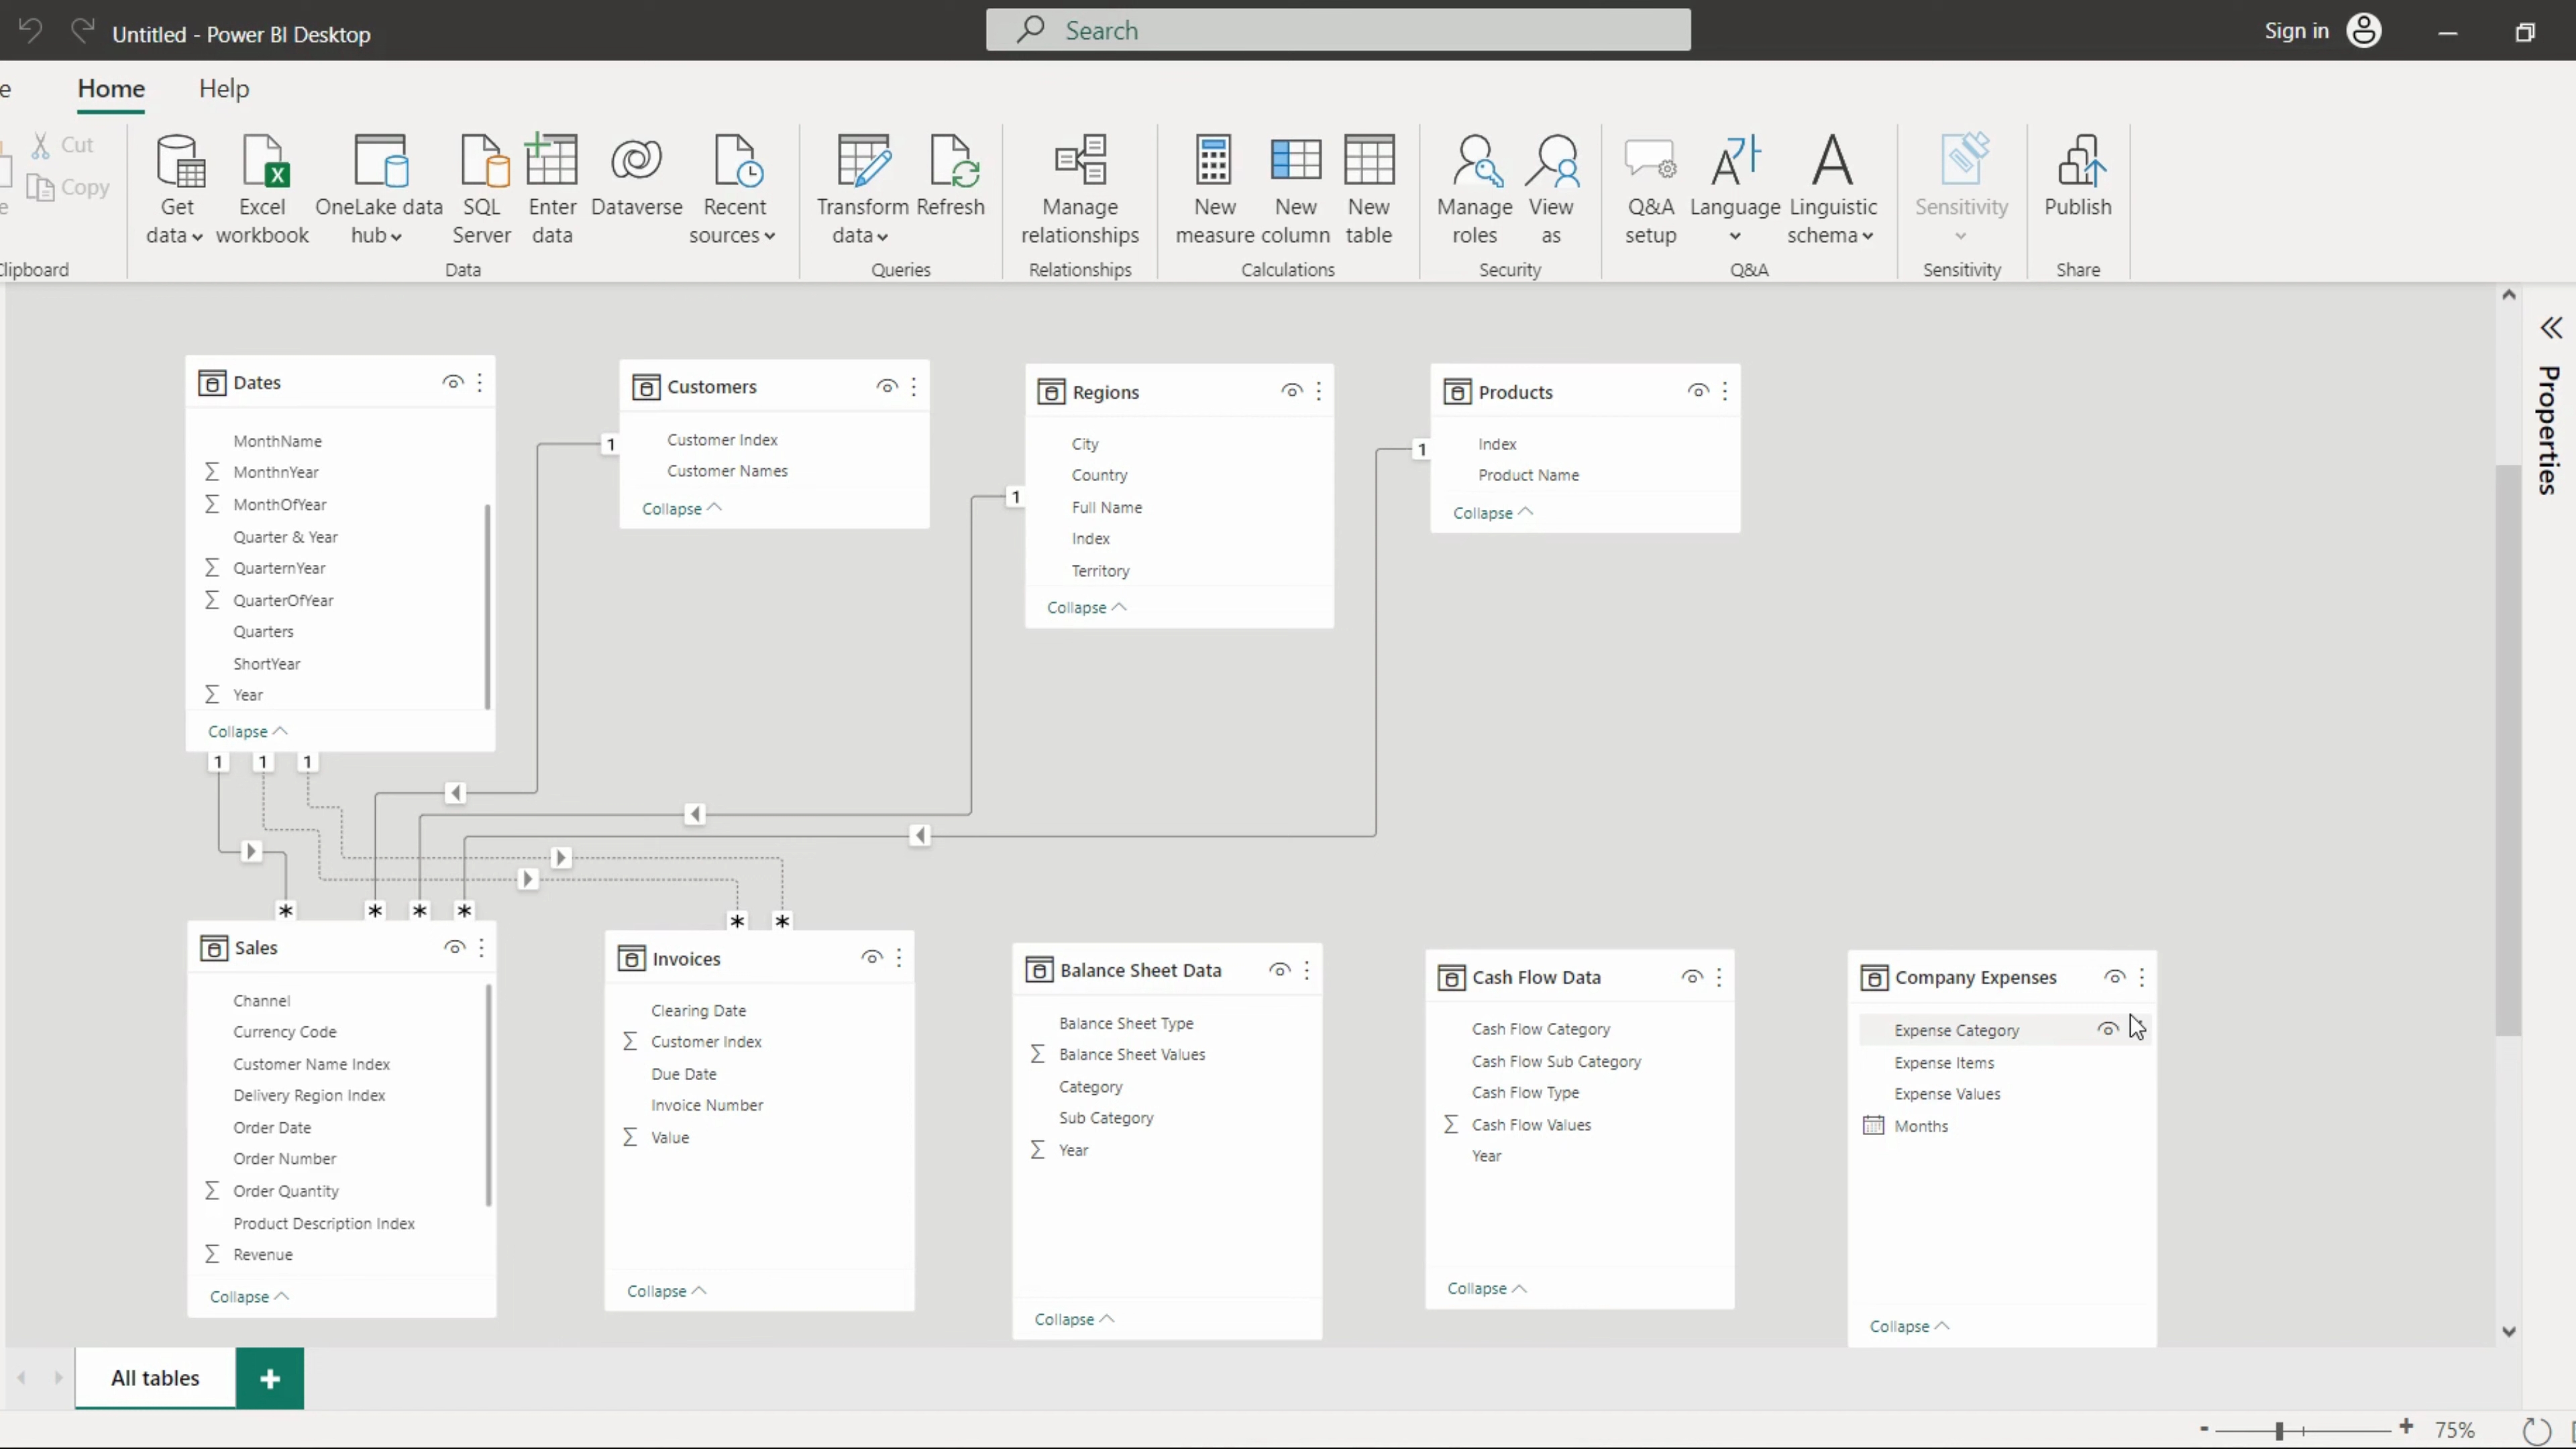 Untitled - Power BI Desktop
Search
Sign in
e
Home
Help
Cut
Copy
e
Clipboard
Get data
Excel workbook
OneLake data hub
SQL Server
Enter data
Dataverse
Recent sources
Data
Transform data
Refresh
Queries
Manage relationships
Relationships
New measure
New column
New table
Calculations
Manage roles
View as
Security
Q&A setup
Language
Linguistic schema
Q&A
Sensitivity
Sensitivity
Publish
Share
Properties
Dates
MonthName
∑ MonthnYear
∑ MonthOfYear
Quarter & Year
∑ QuarternYear
∑ QuarterOfYear
Quarters
ShortYear
∑ Year
Collapse
Customers
Customer Index
Customer Names
Collapse
Regions
City
Country
Full Name
Index
Territory
Collapse
Products
Index
Product Name
Collapse
1
1
1
1 1 1
* * * *
* *
Sales
Channel
Currency Code
Customer Name Index
Delivery Region Index
Order Date
Order Number
∑ Order Quantity
Product Description Index
∑ Revenue
Collapse
Invoices
Clearing Date
∑ Customer Index
Due Date
Invoice Number
∑ Value
Collapse
Balance Sheet Data
Balance Sheet Type
∑ Balance Sheet Values
Category
Sub Category
∑ Year
Collapse
Cash Flow Data
Cash Flow Category
Cash Flow Sub Category
Cash Flow Type
∑ Cash Flow Values
Year
Collapse
Company Expenses
Expense Category
Expense Items
Expense Values
Months
Collapse
All tables
+
- + 75%